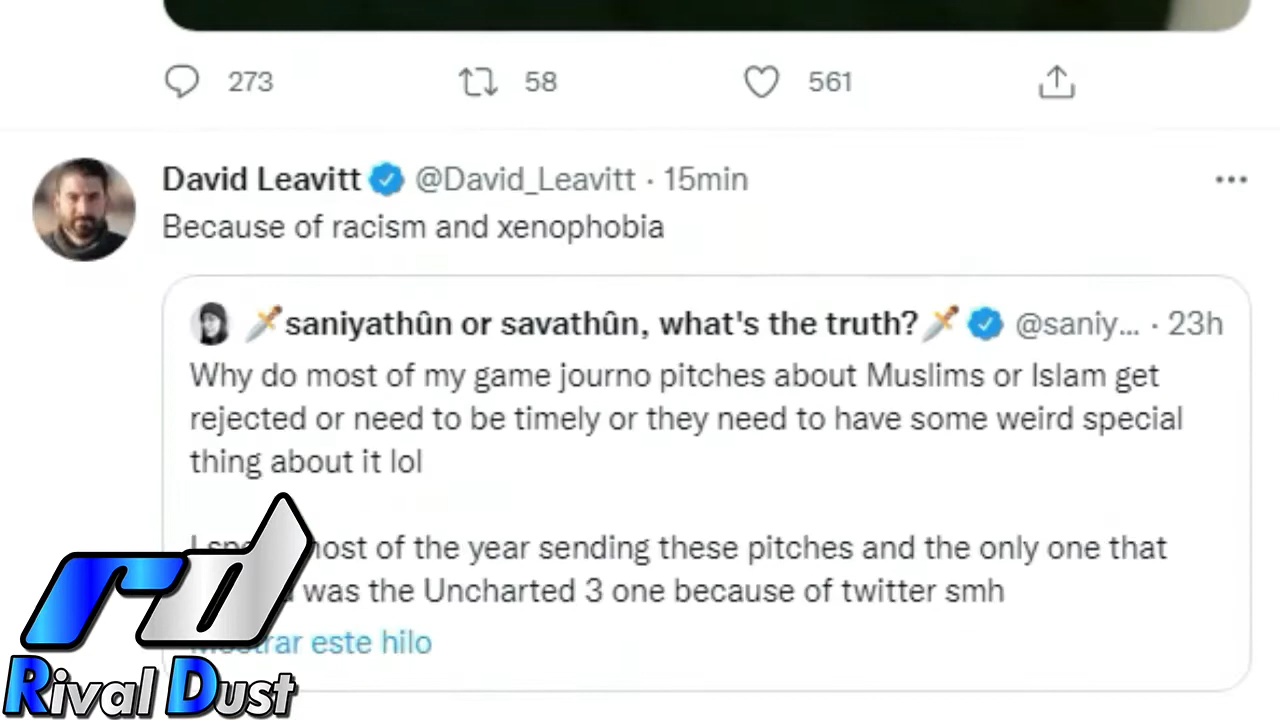 273 58 561
David Leavitt @David_Leavitt · 15min
Because of racism and xenophobia
saniyathûn or savathûn, what's the truth? @saniy... · 23h
Why do most of my game journo pitches about Muslims or Islam get
rejected or need to be timely or they need to have some weird special
thing about it lol
I most of the year sending these pitches and the only one that
was the Uncharted 3 one because of twitter smh
Mostrar este hilo
rd
Rival Dust